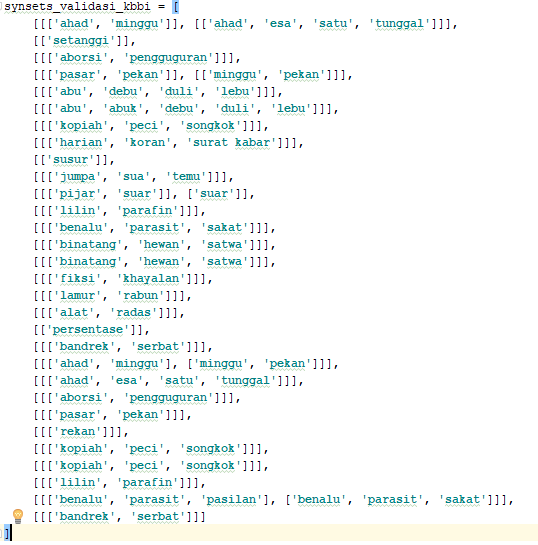 synsets_validasi_kbbi = [
[[['ahad', 'minggu']], [['ahad', 'esa', 'satu', 'tunggal']]],
[['setanggi']],
[[['aborsi', 'pengguguran']]],
[[['pasar', 'pekan']], [['minggu', 'pekan']]],
[[['abu', 'debu', 'duli', 'lebu']]],
[[['abu', 'abuk', 'debu', 'duli', 'lebu']]],
[[['kopiah', 'peci', 'songkok']]],
[[['harian', 'koran', 'surat kabar']]],
[['susur']],
[[['jumpa', 'sua', 'temu']]],
[[['pijar', 'suar']], ['suar']],
[[['lilin', 'parafin']]],
[[['benalu', 'parasit', 'sakat']]],
[[['binatang', 'hewan', 'satwa']]],
[[['binatang', 'hewan', 'satwa']]],
[[['fiksi', 'khayalan']]],
[[['lamur', 'rabun']]],
[[['alat', 'radas']]],
[['persentase']],
[[['bandrek', 'serbat']]],
[[['ahad', 'minggu'], ['minggu', 'pekan']]],
[[['ahad', 'esa', 'satu', 'tunggal']]],
[[['aborsi', 'pengguguran']]],
[[['pasar', 'pekan']]],
[[['rekan']]],
[[['kopiah', 'peci', 'songkok']]],
[[['kopiah', 'peci', 'songkok']]],
[[['lilin', 'parafin']]],
[[['benalu', 'parasit', 'pasilan'], ['benalu', 'parasit', 'sakat']]],
[[['bandrek', 'serbat']]]
]